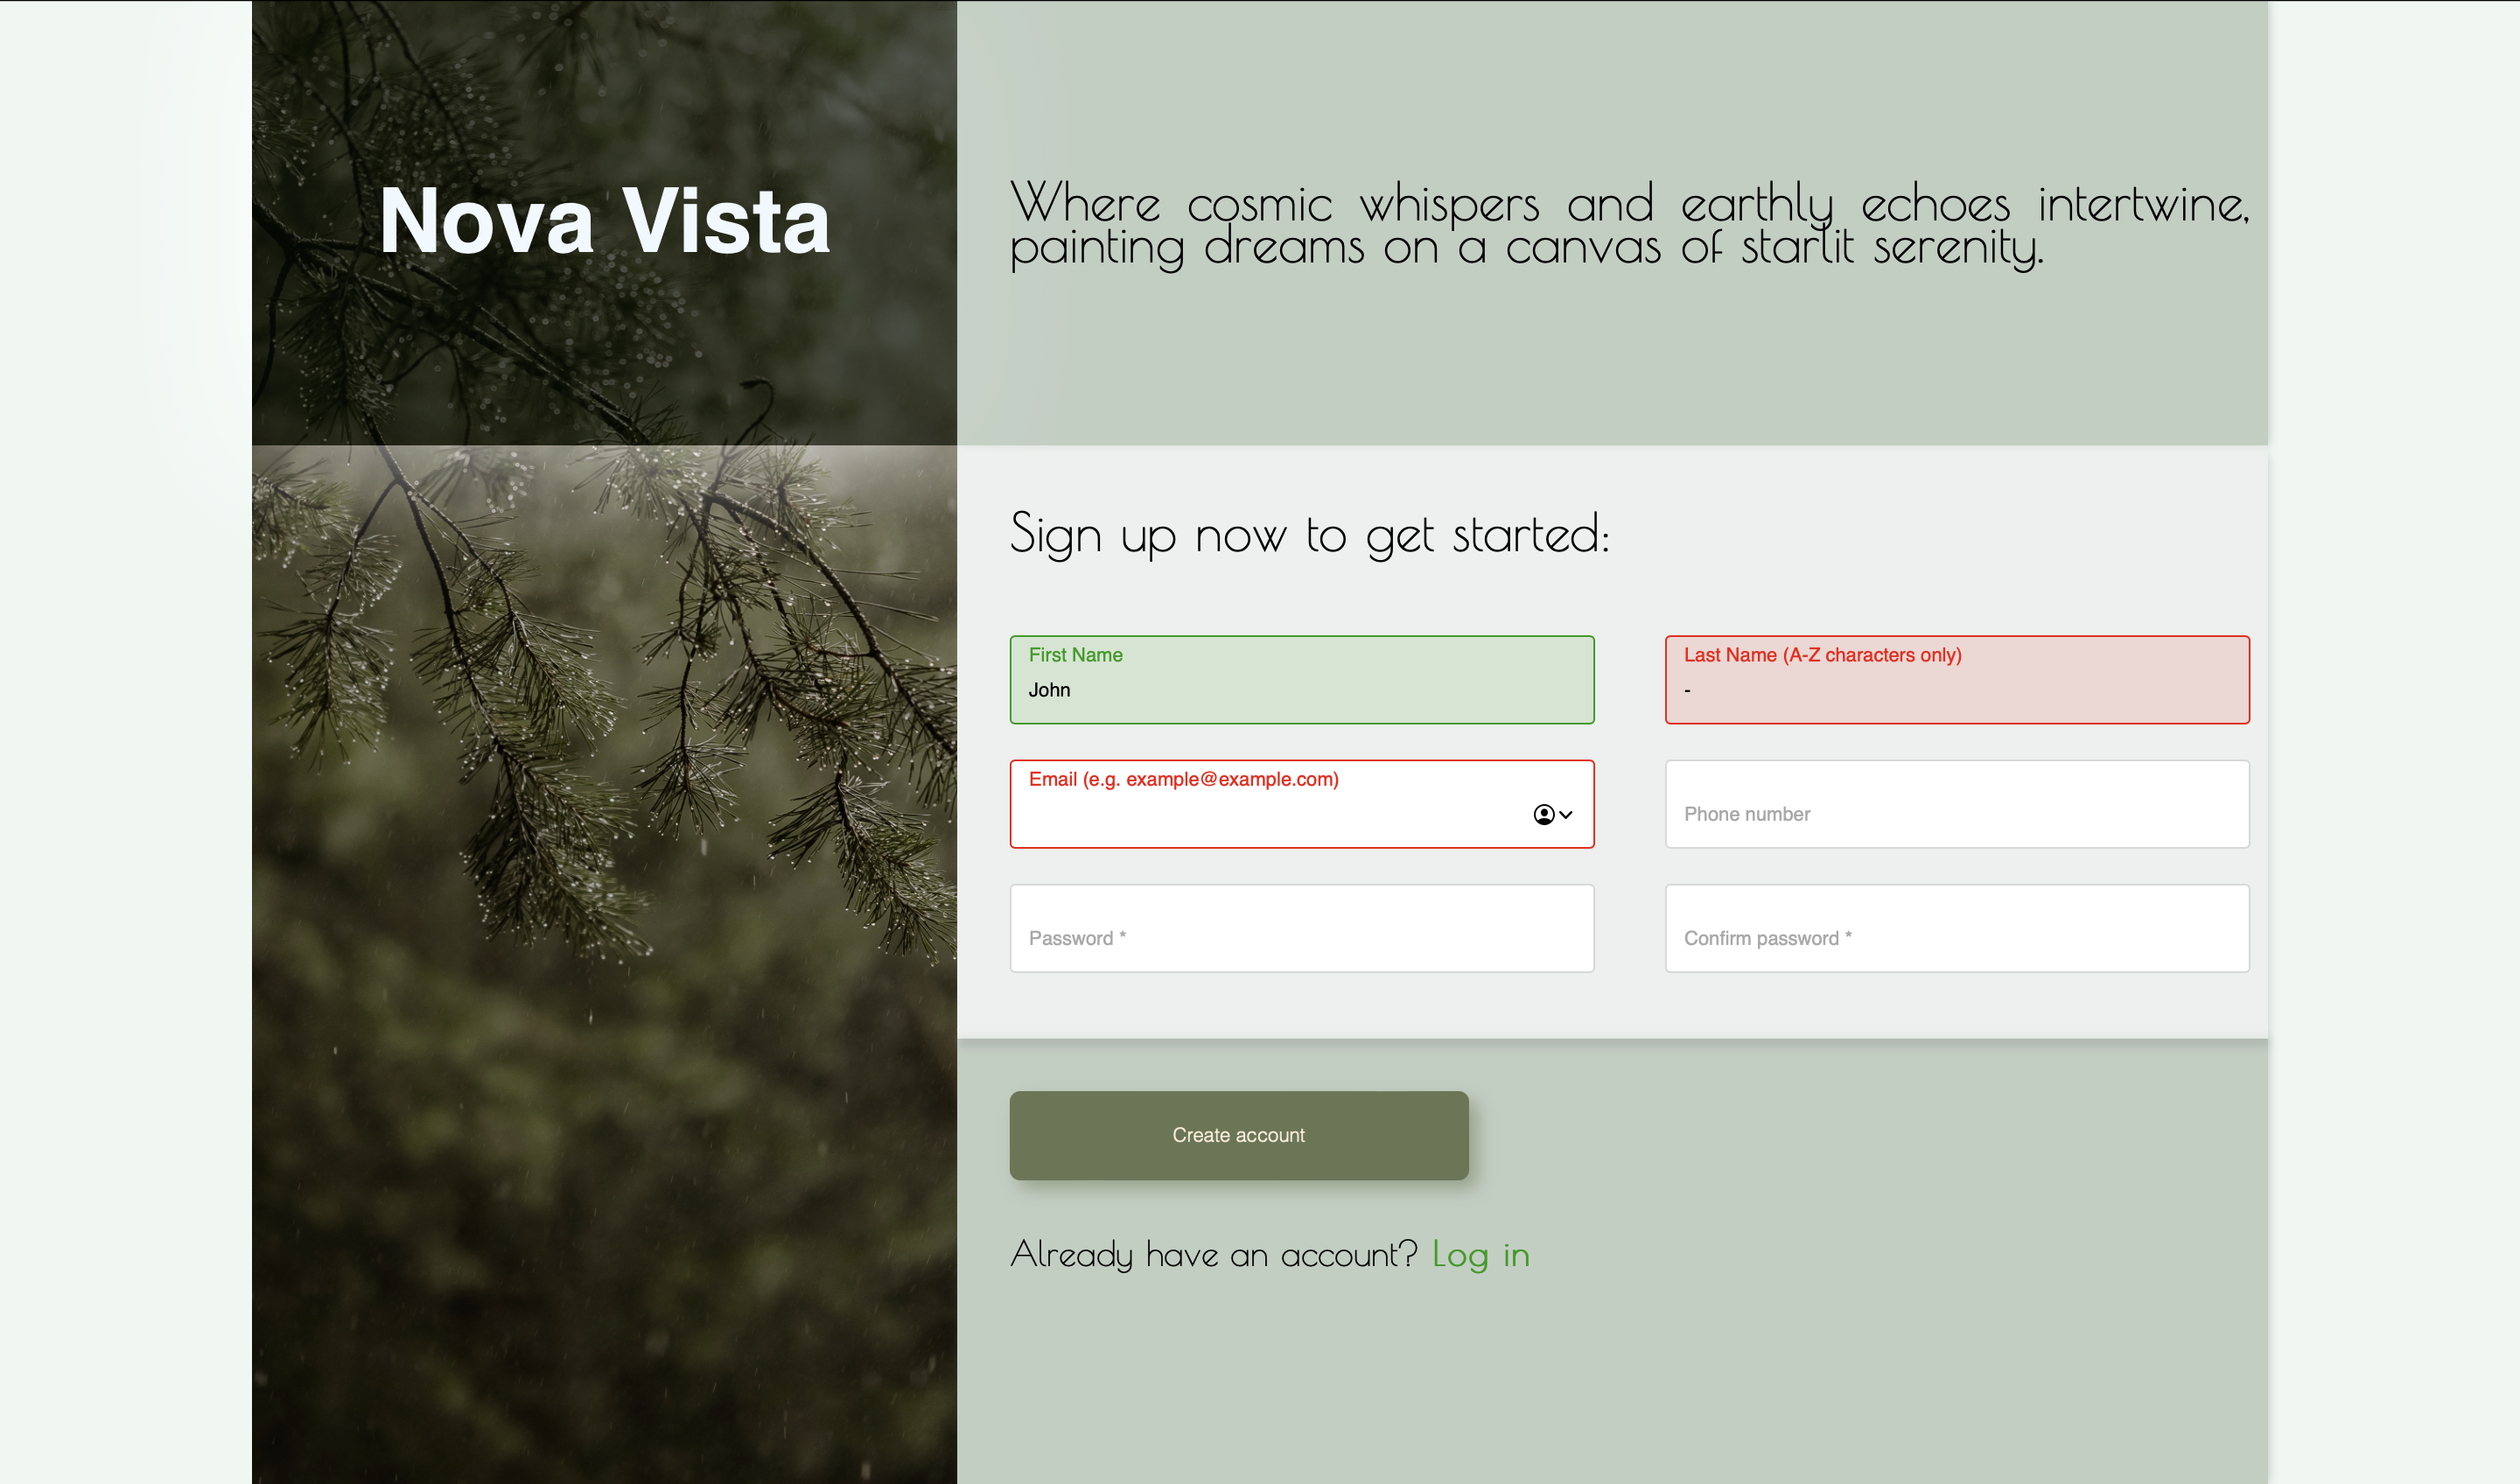 Nova Vista
Where cosmic whispers and earthly echoes intertwine,
painting dreams on a canvas of starlit serenity.
Sign up now to get started:
First Name
John
Last Name (A-Z characters only)
-
Email (e.g. example@example.com)
Phone number
Password *
Confirm password *
Create account
Already have an account? Log in